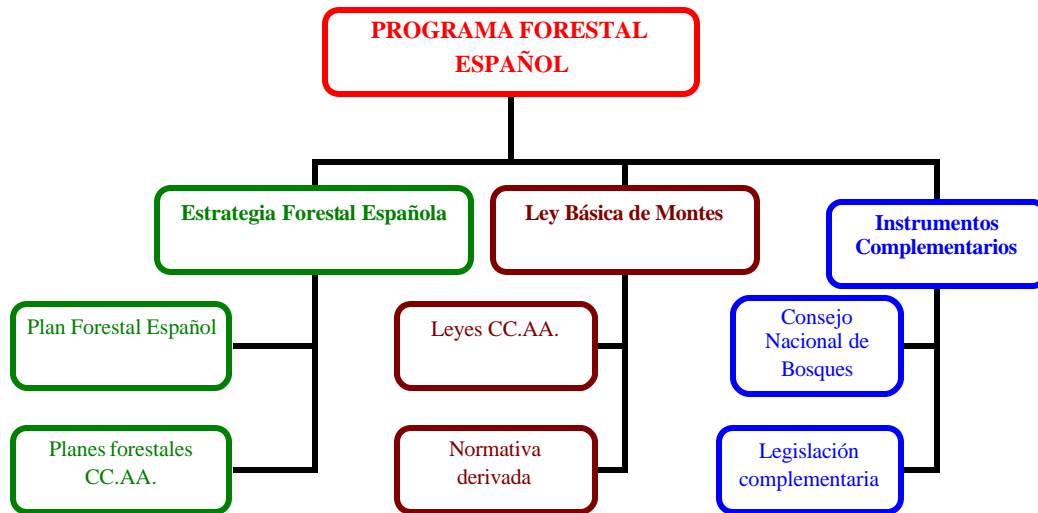 PROGRAMA FORESTAL
ESPAÑOL
Estrategia Forestal Española
Ley Básica de Montes
Instrumentos
Complementarios
Plan Forestal Español
Leyes CC.AA.
Consejo
Nacional de
Bosques
Planes forestales
CC.AA.
Normativa
derivada
Legislación
complementaria